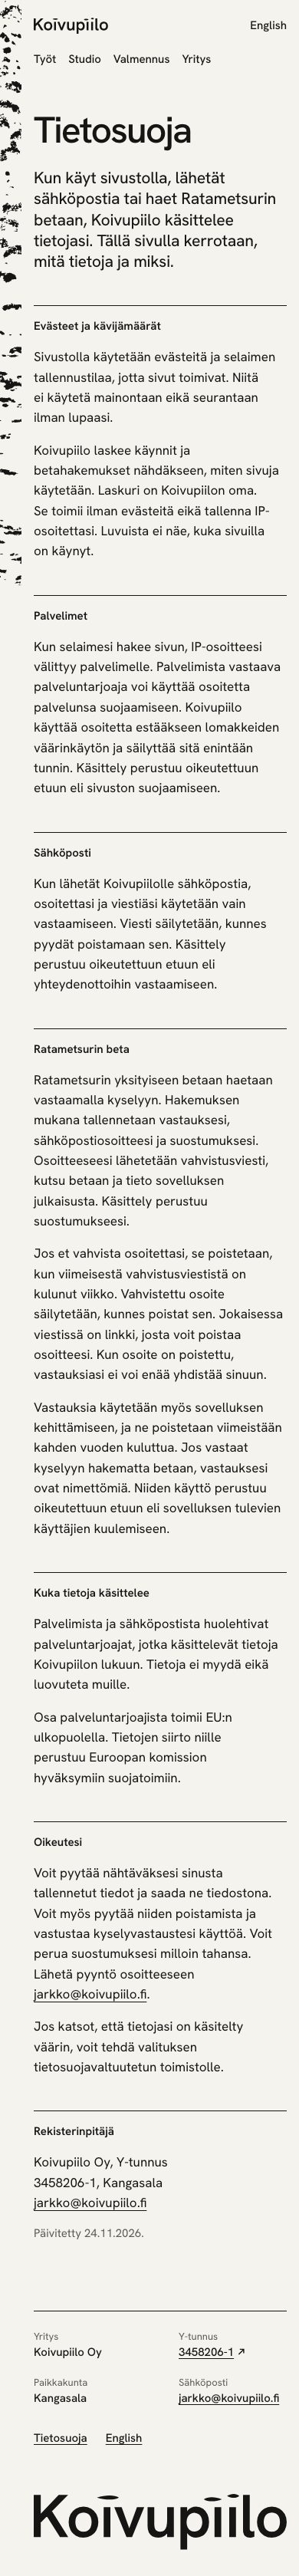 Koivupiilo
English
Työt Studio Valmennus Yritys
Tietosuoja
Kun käyt sivustolla, lähetät
sähköpostia tai haet Ratametsurin
betaan, Koivupiilo käsittelee
tietojasi. Tällä sivulla kerrotaan,
mitä tietoja ja miksi.
Evästeet ja kävijämäärät
Sivustolla käytetään evästeitä ja selaimen
tallennustilaa, jotta sivut toimivat. Niitä
ei käytetä mainontaan eikä seurantaan
ilman lupaasi.
Koivupiilo laskee käynnit ja
betahakemukset nähdäkseen, miten sivuja
käytetään. Laskuri on Koivupiilon oma.
Se toimii ilman evästeitä eikä tallenna IP-
osoitettasi. Luvuista ei näe, kuka sivuilla
on käynyt.
Palvelimet
Kun selaimesi hakee sivun, IP-osoitteesi
välittyy palvelimelle. Palvelimista vastaava
palveluntarjoaja voi käyttää osoitetta
palvelunsa suojaamiseen. Koivupiilo
käyttää osoitetta estääkseen lomakkeiden
väärinkäytön ja säilyttää sitä enintään
tunnin. Käsittely perustuu oikeutettuun
etuun eli sivuston suojaamiseen.
Sähköposti
Kun lähetät Koivupiilolle sähköpostia,
osoitettasi ja viestiäsi käytetään vain
vastaamiseen. Viesti säilytetään, kunnes
pyydät poistamaan sen. Käsittely
perustuu oikeutettuun etuun eli
yhteydenottoihin vastaamiseen.
Ratametsurin beta
Ratametsurin yksityiseen betaan haetaan
vastaamalla kyselyyn. Hakemuksen
mukana tallennetaan vastauksesi,
sähköpostiosoitteesi ja suostumuksesi.
Osoitteeseesi lähetetään vahvistusviesti,
kutsu betaan ja tieto sovelluksen
julkaisusta. Käsittely perustuu
suostumukseesi.
Jos et vahvista osoitettasi, se poistetaan,
kun viimeisestä vahvistusviestistä on
kulunut viikko. Vahvistettu osoite
säilytetään, kunnes poistat sen. Jokaisessa
viestissä on linkki, josta voit poistaa
osoitteesi. Kun osoite on poistettu,
vastauksiasi ei voi enää yhdistää sinuun.
Vastauksia käytetään myös sovelluksen
kehittämiseen, ja ne poistetaan viimeistään
kahden vuoden kuluttua. Jos vastaat
kyselyyn hakematta betaan, vastauksesi
ovat nimettömiä. Niiden käyttö perustuu
oikeutettuun etuun eli sovelluksen tulevien
käyttäjien kuulemiseen.
Kuka tietoja käsittelee
Palvelimista ja sähköpostista huolehtivat
palveluntarjoajat, jotka käsittelevät tietoja
Koivupiilon lukuun. Tietoja ei myydä eikä
luovuteta muille.
Osa palveluntarjoajista toimii EU:n
ulkopuolella. Tietojen siirto niille
perustuu Euroopan komission
hyväksymiin suojatoimiin.
Oikeutesi
Voit pyytää nähtäväksesi sinusta
tallennetut tiedot ja saada ne tiedostona.
Voit myös pyytää niiden poistamista ja
vastustaa kyselyvastaustesi käyttöä. Voit
perua suostumuksesi milloin tahansa.
Lähetä pyyntö osoitteeseen
jarkko@koivupiilo.fi.
Jos katsot, että tietojasi on käsitelty
väärin, voit tehdä valituksen
tietosuojavaltuutetun toimistolle.
Rekisterinpitäjä
Koivupiilo Oy, Y-tunnus
3458206-1, Kangasala
jarkko@koivupiilo.fi
Päivitetty 24.11.2026.
Yritys
Koivupiilo Oy
Y-tunnus
3458206-1 ↗
Paikkakunta
Kangasala
Sähköposti
jarkko@koivupiilo.fi
Tietosuoja English
Koivupiilo